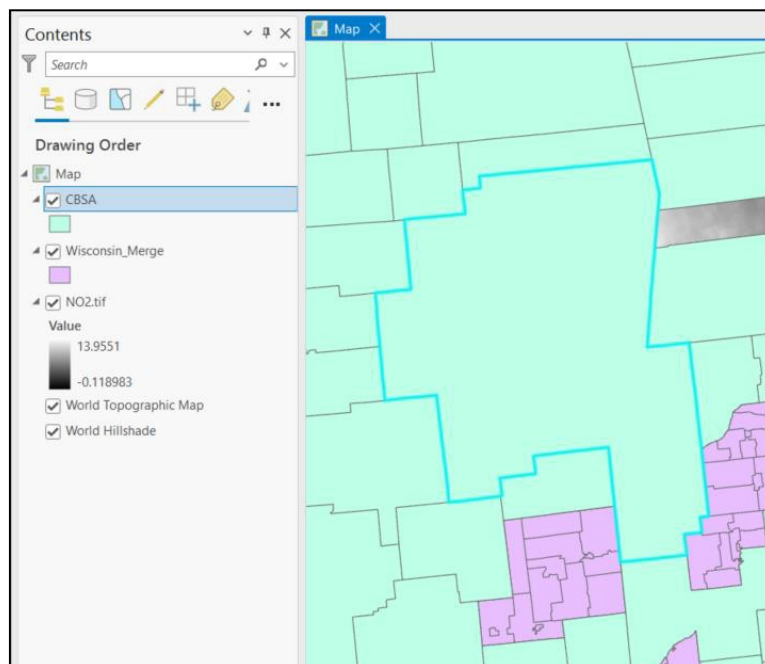 Contents
Map
Search
...
Drawing Order
Map
CBSA
Wisconsin_Merge
NO2.tif
Value
13.9551
-0.118983
World Topographic Map
World Hillshade